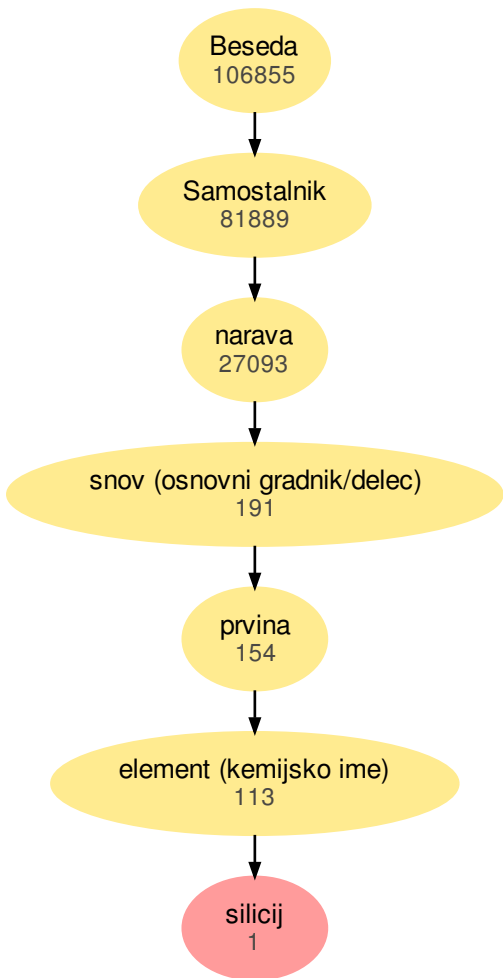 Beseda
106855
Samostalnik
81889
narava
27093
snov (osnovni gradnik/delec)
191
prvina
154
element (kemijsko ime)
113
silicij
1